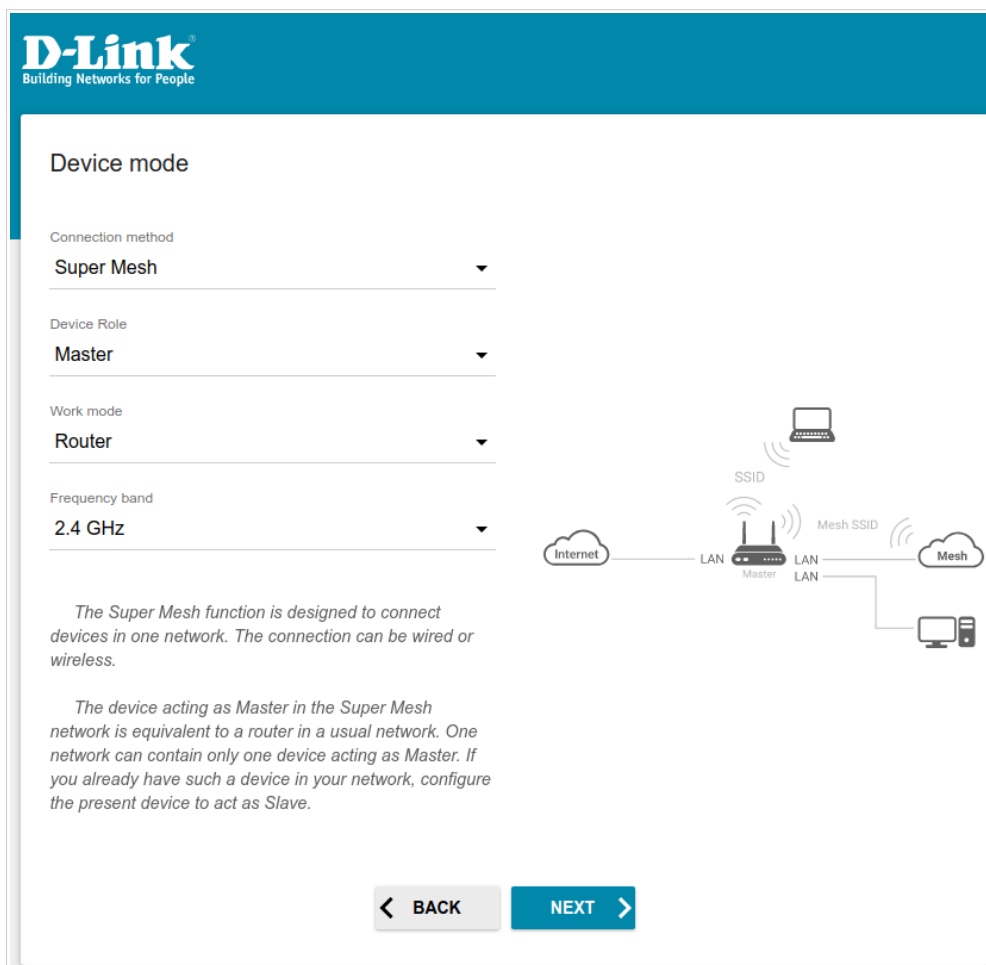 D-Link
Building Networks for People
Device mode
Connection method
Super Mesh
Device Role
Master
Work mode
Router
Frequency band
2.4 GHz
The Super Mesh function is designed to connect
devices in one network. The connection can be wired or
wireless.
The device acting as Master in the Super Mesh
network is equivalent to a router in a usual network. One
network can contain only one device acting as Master. If
you already have such a device in your network, configure
the present device to act as Slave.
SSID
Mesh SSID
Internet
LAN
LAN
Mesh
Master
LAN
BACK
NEXT